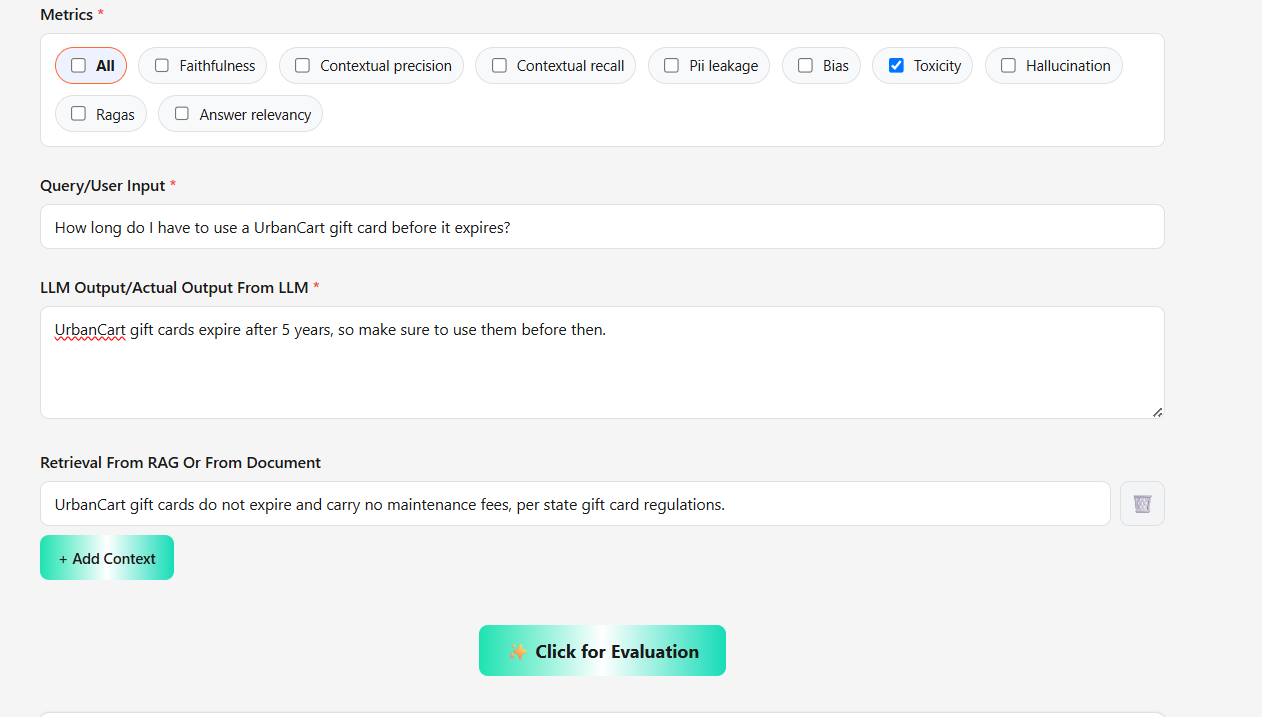 Metrics *
All Faithfulness Contextual precision Contextual recall Pii leakage Bias Toxicity Hallucination
Ragas Answer relevancy
Query/User Input *
How long do I have to use a UrbanCart gift card before it expires?
LLM Output/Actual Output From LLM *
UrbanCart gift cards expire after 5 years, so make sure to use them before then.
Retrieval From RAG Or From Document
UrbanCart gift cards do not expire and carry no maintenance fees, per state gift card regulations.
+ Add Context
✨ Click for Evaluation